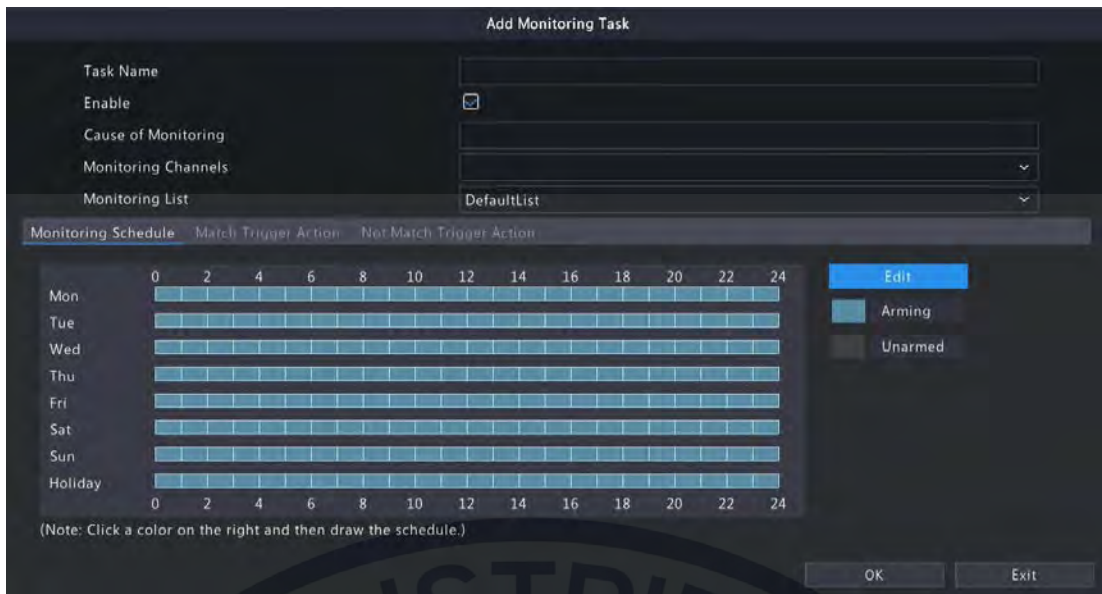 Add Monitoring Task
Task Name
Enable
Cause of Monitoring
Monitoring Channels
Monitoring List DefaultList
Monitoring Schedule Match Trigger Action Not Match Trigger Action
0 2 4 6 8 10 12 14 16 18 20 22 24 Edit
Mon
Arming
Tue
Wed Unarmed
Thu
Fri
Sat
Sun
Holiday
0 2 4 6 8 10 12 14 16 18 20 22 24
(Note: Click a color on the right and then draw the schedule.)
OK Exit